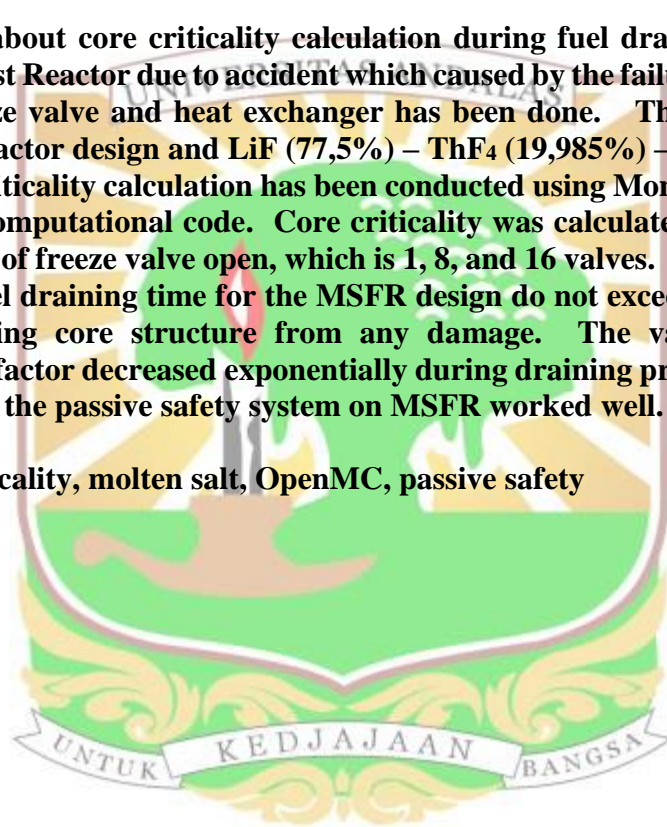 about core criticality calculation during fuel dra
st Reactor due to accident which caused by the failu
UNIVERSITAS ANDALAS
ze valve and heat exchanger has been done. Th
actor design and LiF (77,5%) – ThF₄ (19,985%) –
iticality calculation has been conducted using Mon
omputational code. Core criticality was calculate
of freeze valve open, which is 1, 8, and 16 valves.
el draining time for the MSFR design do not excee
ing core structure from any damage. The va
factor decreased exponentially during draining pr
the passive safety system on MSFR worked well.
cality, molten salt, OpenMC, passive safety
UNTUK KEDJAJAAN BANGSA